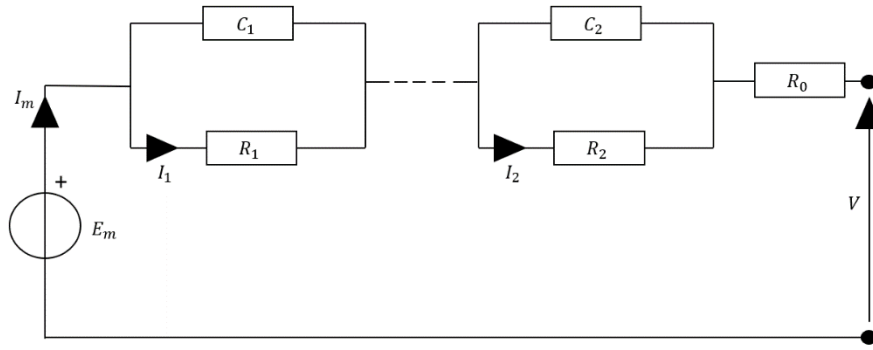 C₁
C₂
R₀
Iₘ
R₁
R₂
I₁
I₂
+
Eₘ
V